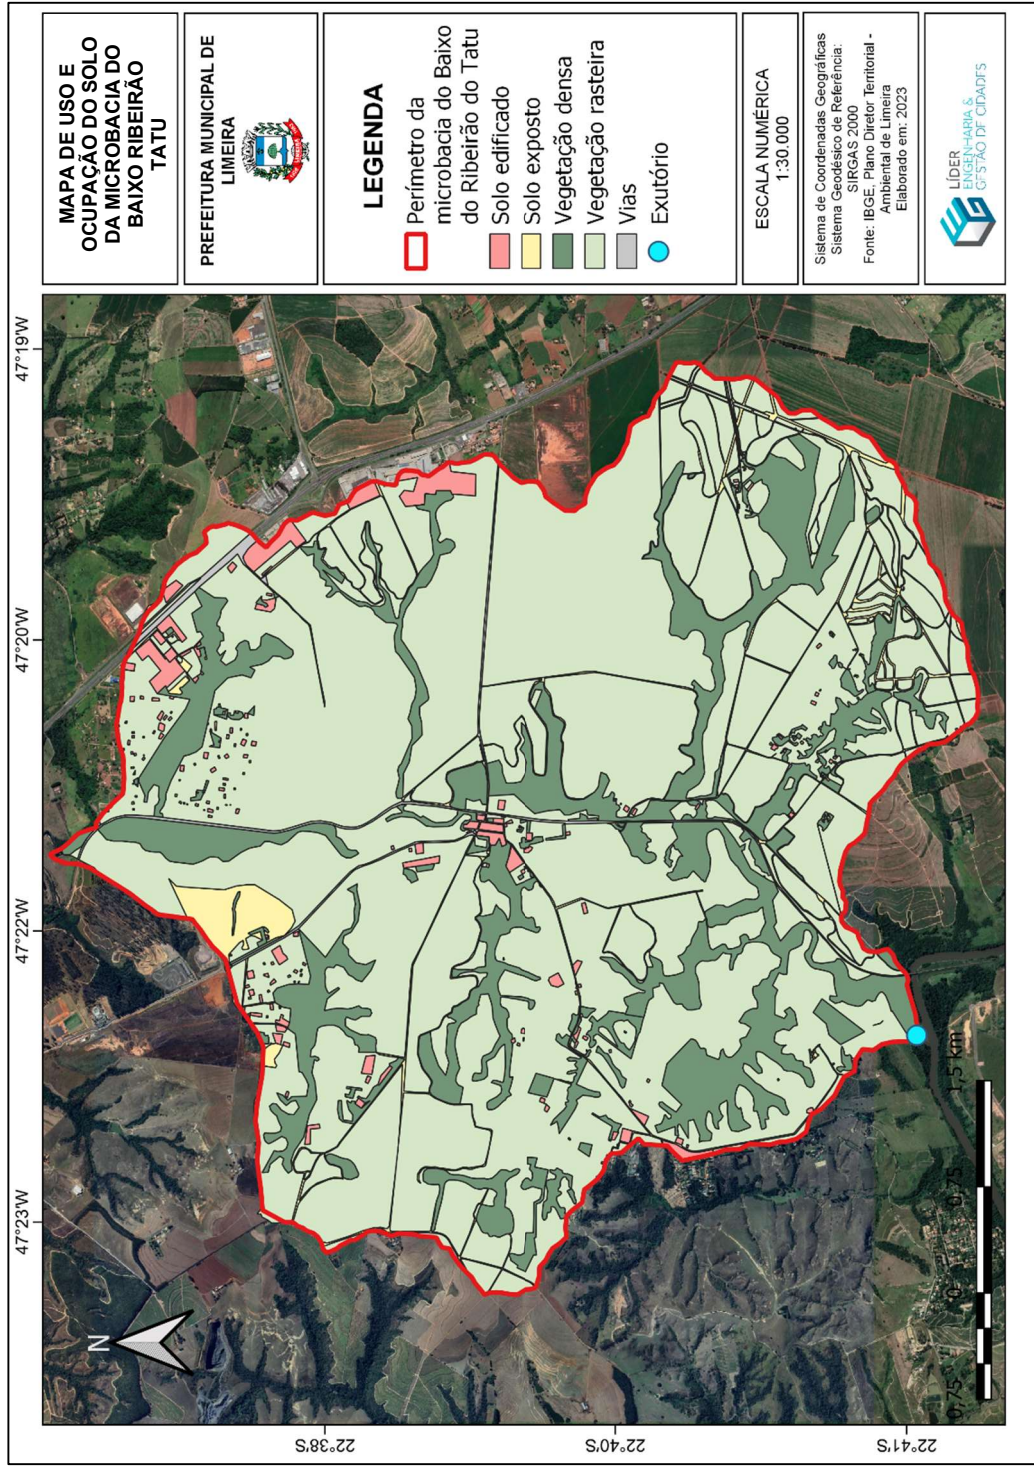 MAPA DE USO E
OCUPAÇÃO DO SOLO
DA MICROBACIA DO
BAIXO RIBEIRÃO
TATU
PREFEITURA MUNICIPAL DE
LIMEIRA
LEGENDA
Perímetro da
microbacia do Baixo
do Ribeirão do Tatu
Solo edificado
Solo exposto
Vegetação densa
Vegetação rasteira
Vias
Exutório
ESCALA NUMÉRICA
1:30.000
Sistema de Coordenadas Geográficas
Sistema Geodésico de Referência:
SIRGAS 2000
Fonte: IBGE, Plano Diretor Territorial -
Ambiental de Limeira
Elaborado em: 2023
LÍDER
ENGENHARIA &
GESTÃO DE CIDADES
47°23'W
47°22'W
47°20'W
47°19'W
22°38'S
22°40'S
22°41'S
N
0,75 0 0,75 1,5 km